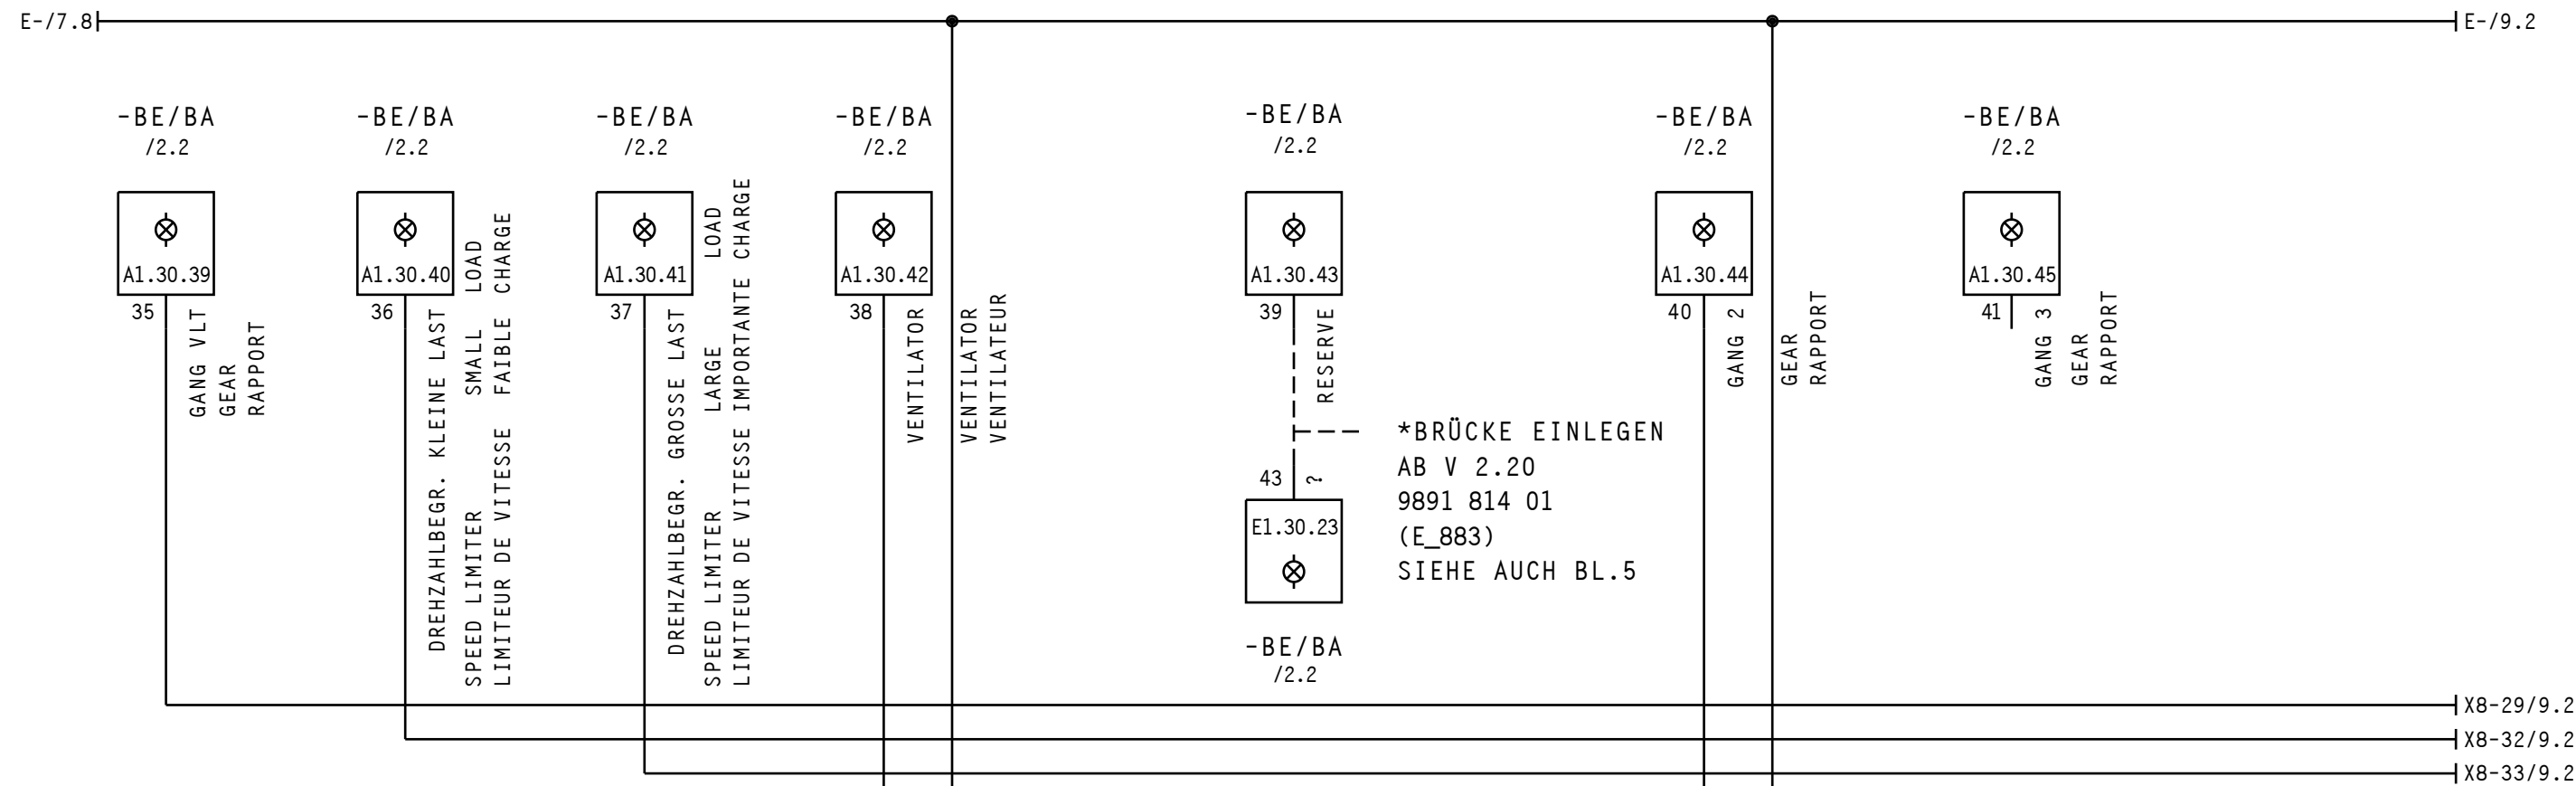 E-/7.8
E-/9.2
-BE/BA
/2.2
A1.30.39
35
GANG VLT
GEAR
RAPPORT
-BE/BA
/2.2
A1.30.40
36
DREHZAHLBEGR. KLEINE LAST
SPEED LIMITER SMALL LOAD
LIMITEUR DE VITESSE FAIBLE CHARGE
-BE/BA
/2.2
A1.30.41
37
DREHZAHLBEGR. GROSSE LAST
SPEED LIMITER LARGE LOAD
LIMITEUR DE VITESSE IMPORTANTE CHARGE
-BE/BA
/2.2
A1.30.42
38
VENTILATOR
VENTILATOR
VENTILATEUR
-BE/BA
/2.2
A1.30.43
39
RESERVE
*BRÜCKE EINLEGEN
AB V 2.20
9891 814 01
(E_883)
SIEHE AUCH BL.5
43
?
E1.30.23
-BE/BA
/2.2
-BE/BA
/2.2
A1.30.44
40
GANG 2
GEAR
RAPPORT
-BE/BA
/2.2
A1.30.45
41
GANG 3
GEAR
RAPPORT
X8-29/9.2
X8-32/9.2
X8-33/9.2